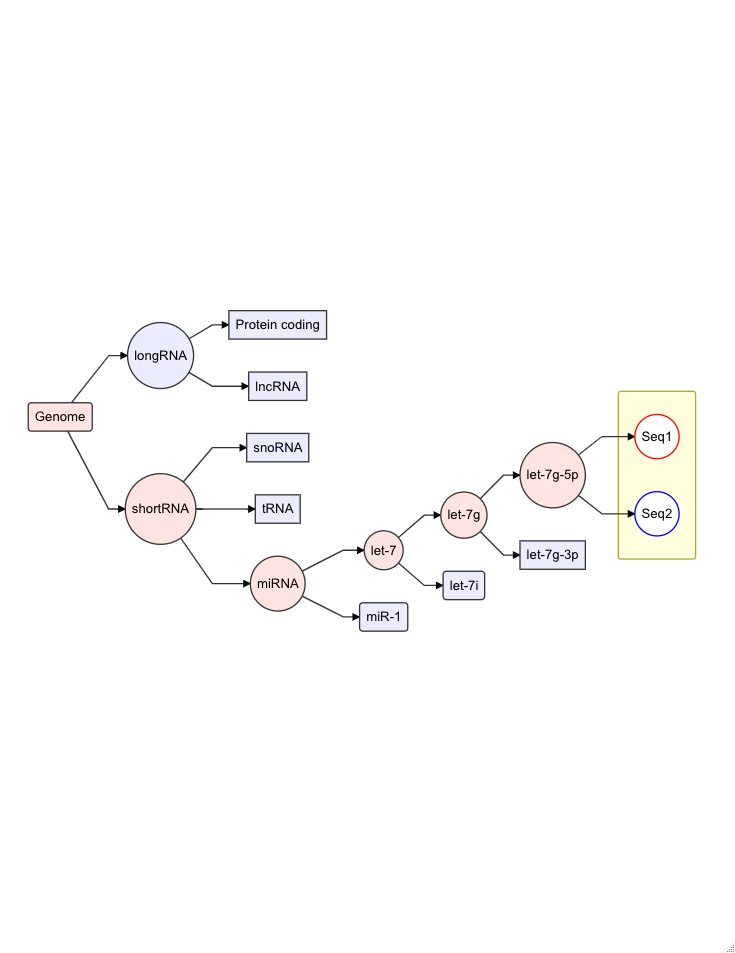 Protein coding
longRNA
lncRNA
Genome
snoRNA
shortRNA
tRNA
miRNA
miR-1
let-7
let-7i
let-7g
let-7g-3p
let-7g-5p
Seq1
Seq2